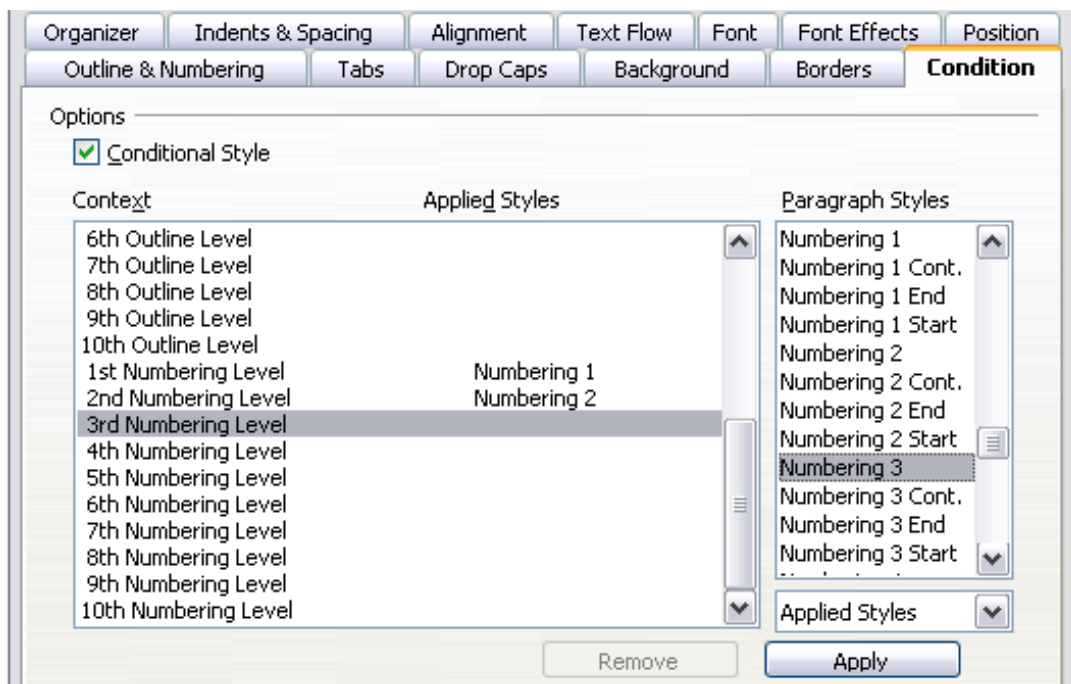 Organizer Indents & Spacing Alignment Text Flow Font Font Effects Position
Outline & Numbering Tabs Drop Caps Background Borders Condition
Options
Conditional Style
Context Applied Styles Paragraph Styles
6th Outline Level
7th Outline Level
8th Outline Level
9th Outline Level
10th Outline Level
1st Numbering Level Numbering 1
2nd Numbering Level Numbering 2
3rd Numbering Level
4th Numbering Level
5th Numbering Level
6th Numbering Level
7th Numbering Level
8th Numbering Level
9th Numbering Level
10th Numbering Level
Numbering 1
Numbering 1 Cont.
Numbering 1 End
Numbering 1 Start
Numbering 2
Numbering 2 Cont.
Numbering 2 End
Numbering 2 Start
Numbering 3
Numbering 3 Cont.
Numbering 3 End
Numbering 3 Start
Applied Styles
Remove Apply